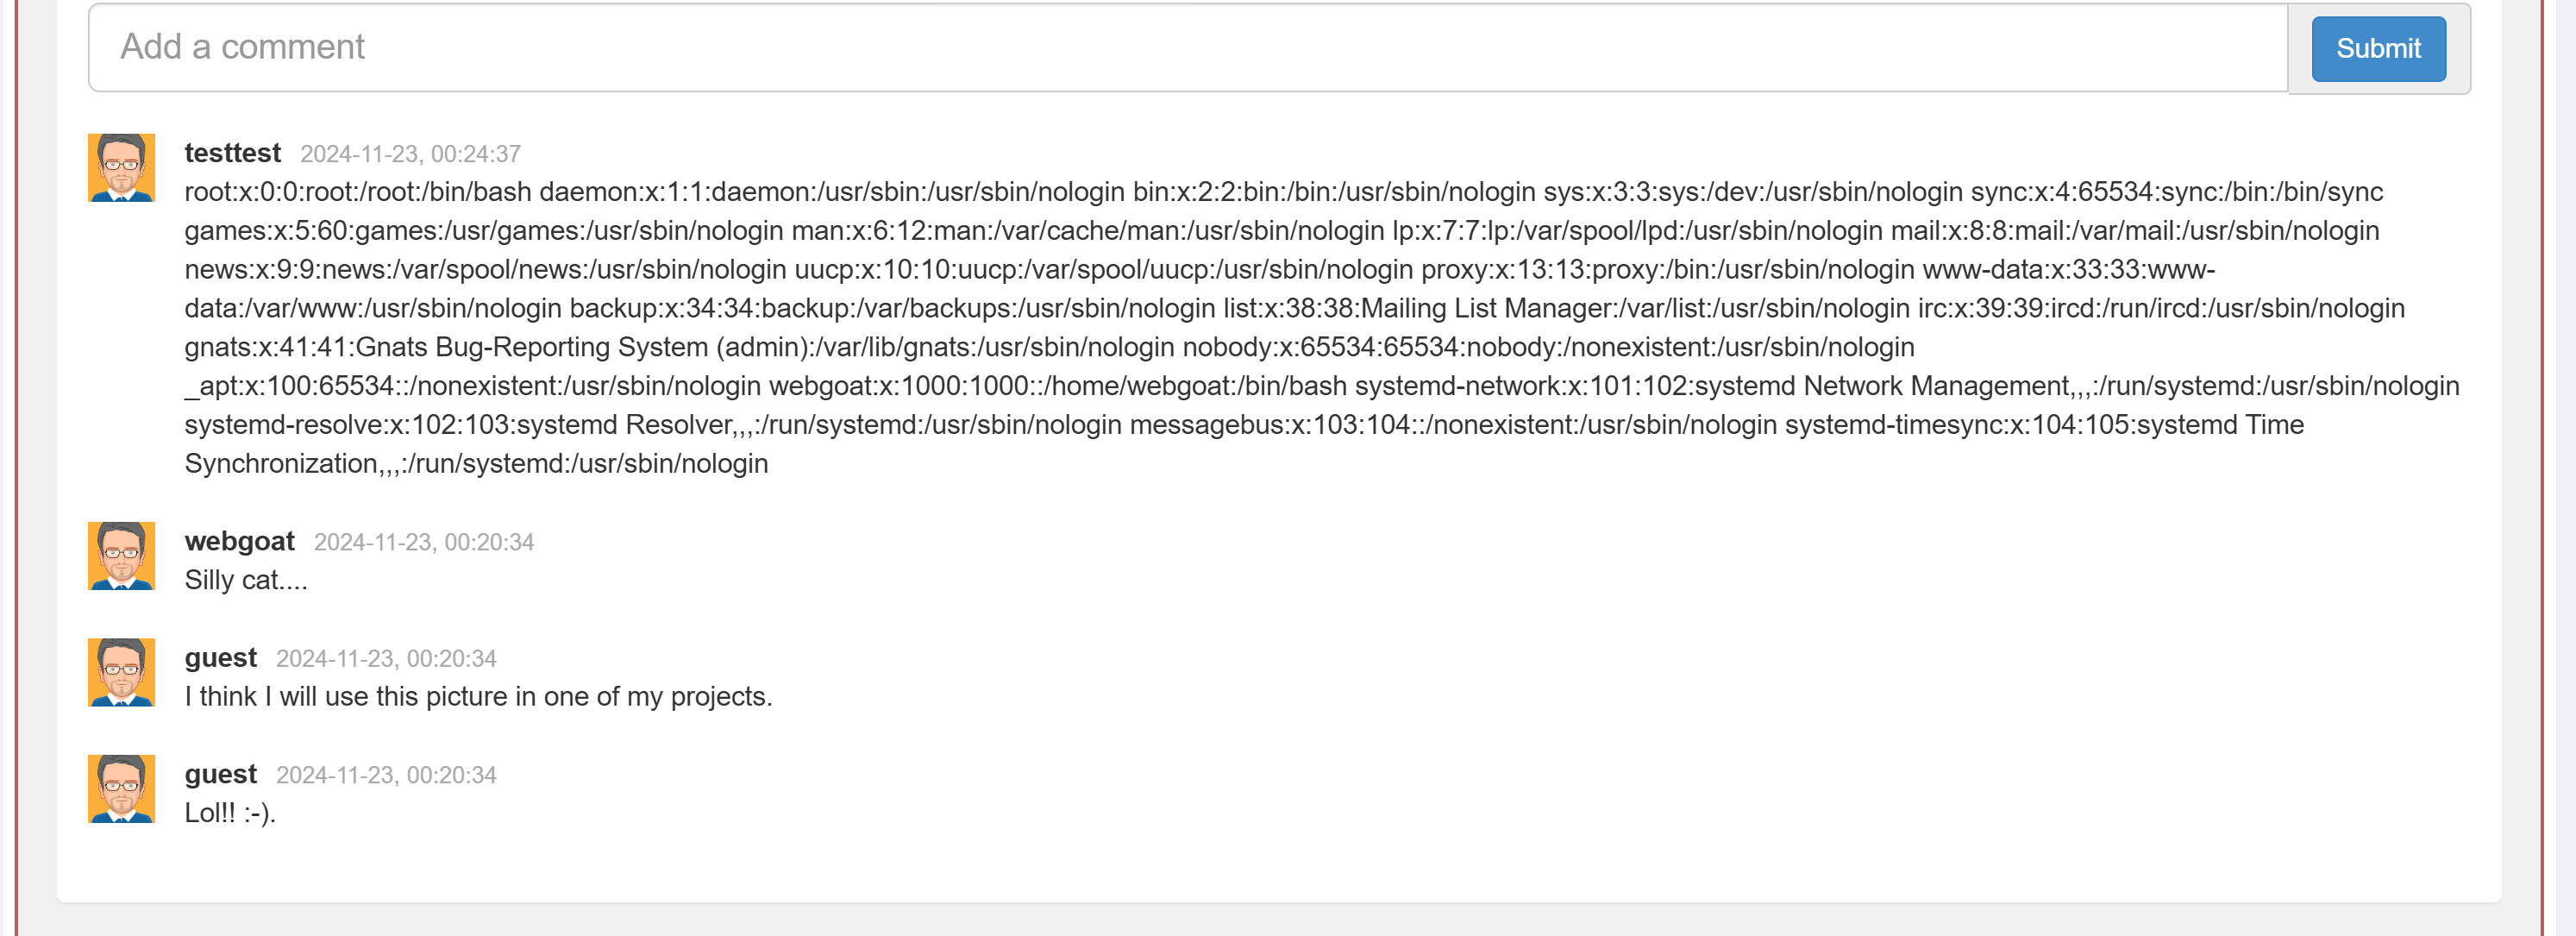 Add a comment
Submit
testtest 2024-11-23, 00:24:37
root:x:0:0:root:/root:/bin/bash daemon:x:1:1:daemon:/usr/sbin:/usr/sbin/nologin bin:x:2:2:bin:/bin:/usr/sbin/nologin sys:x:3:3:sys:/dev:/usr/sbin/nologin sync:x:4:65534:sync:/bin:/bin/sync
games:x:5:60:games:/usr/games:/usr/sbin/nologin man:x:6:12:man:/var/cache/man:/usr/sbin/nologin lp:x:7:7:lp:/var/spool/lpd:/usr/sbin/nologin mail:x:8:8:mail:/var/mail:/usr/sbin/nologin
news:x:9:9:news:/var/spool/news:/usr/sbin/nologin uucp:x:10:10:uucp:/var/spool/uucp:/usr/sbin/nologin proxy:x:13:13:proxy:/bin:/usr/sbin/nologin www-data:x:33:33:www-
data:/var/www:/usr/sbin/nologin backup:x:34:34:backup:/var/backups:/usr/sbin/nologin list:x:38:38:Mailing List Manager:/var/list:/usr/sbin/nologin irc:x:39:39:ircd:/run/ircd:/usr/sbin/nologin
gnats:x:41:41:Gnats Bug-Reporting System (admin):/var/lib/gnats:/usr/sbin/nologin nobody:x:65534:65534:nobody:/nonexistent:/usr/sbin/nologin
_apt:x:100:65534::/nonexistent:/usr/sbin/nologin webgoat:x:1000:1000::/home/webgoat:/bin/bash systemd-network:x:101:102:systemd Network Management,,,:/run/systemd:/usr/sbin/nologin
systemd-resolve:x:102:103:systemd Resolver,,,:/run/systemd:/usr/sbin/nologin messagebus:x:103:104::/nonexistent:/usr/sbin/nologin systemd-timesync:x:104:105:systemd Time
Synchronization,,,:/run/systemd:/usr/sbin/nologin
webgoat 2024-11-23, 00:20:34
Silly cat....
guest 2024-11-23, 00:20:34
I think I will use this picture in one of my projects.
guest 2024-11-23, 00:20:34
Lol!! :-).